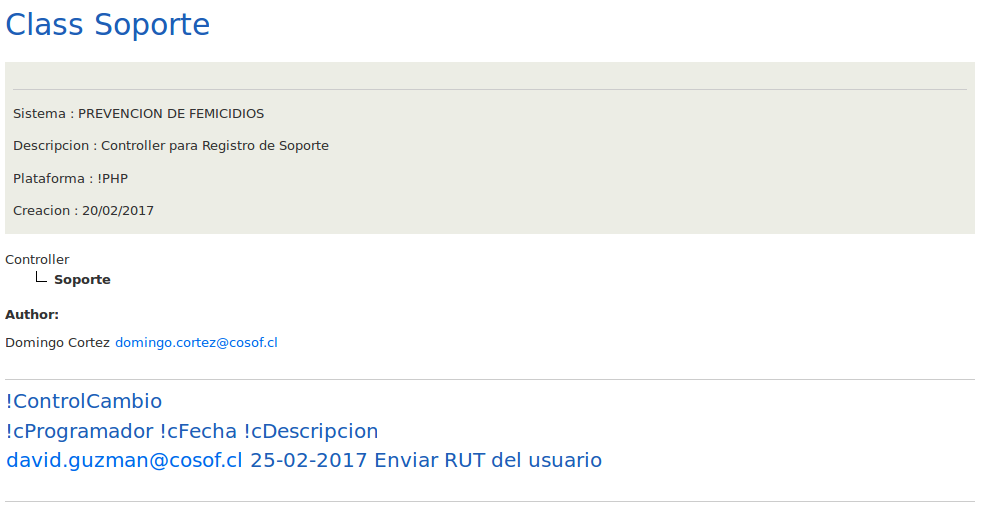 Class Soporte
Sistema : PREVENCION DE FEMICIDIOS
Descripcion : Controller para Registro de Soporte
Plataforma : !PHP
Creacion : 20/02/2017
Controller
Soporte
Author:
Domingo Cortez domingo.cortez@cosof.cl
!ControlCambio
!cProgramador !cFecha !cDescripcion
david.guzman@cosof.cl 25-02-2017 Enviar RUT del usuario